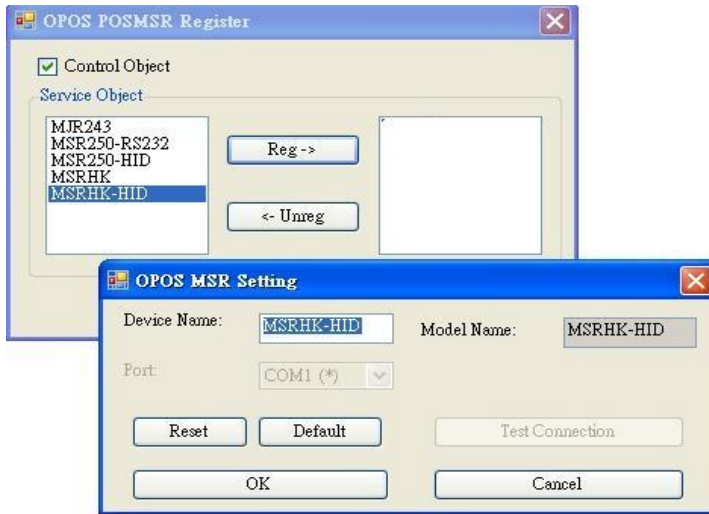 OPOS POSMSR Register
Control Object
Service Object
MJR243
MSR250-RS232
MSR250-HID
MSRHK
MSRHK-HID
Reg ->
<- Unreg
OPOS MSR Setting
Device Name: MSRHK-HID Model Name: MSRHK-HID
Port: COM1 (*)
Reset Default Test Connection
OK Cancel